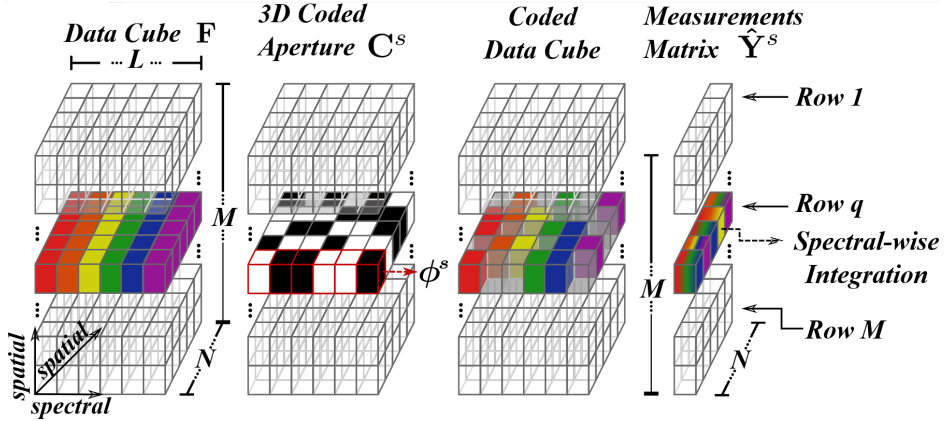 Data Cube F
··· L ···
3D Coded
Aperture C^s
Coded
Data Cube
Measurements
Matrix Ŷ^s
Row 1
M
Row q
Spectral-wise
Integration
ϕ^s
M
Row M
N
N
spatial
spatial
spectral